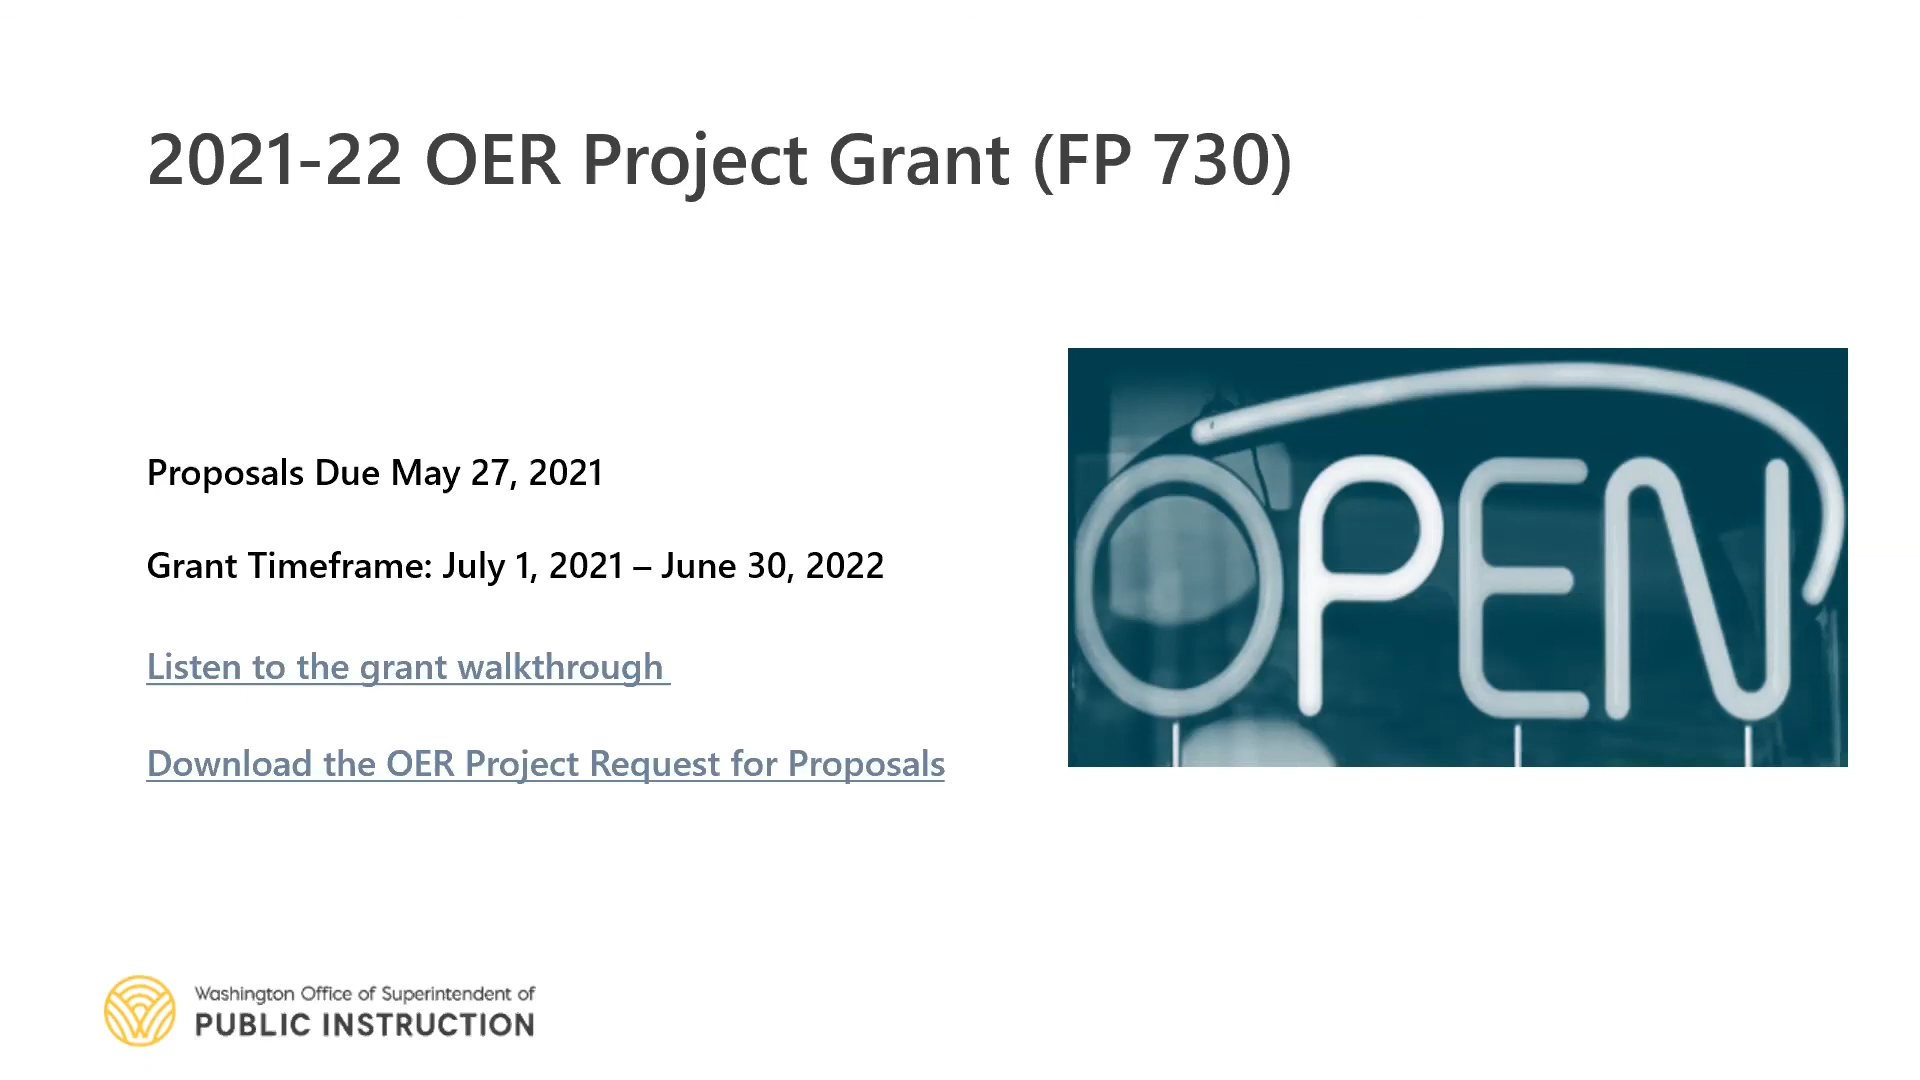 2021-22 OER Project Grant (FP 730)
Proposals Due May 27, 2021
Grant Timeframe: July 1, 2021 – June 30, 2022
Listen to the grant walkthrough
Download the OER Project Request for Proposals
OPEN
Washington Office of Superintendent of
PUBLIC INSTRUCTION